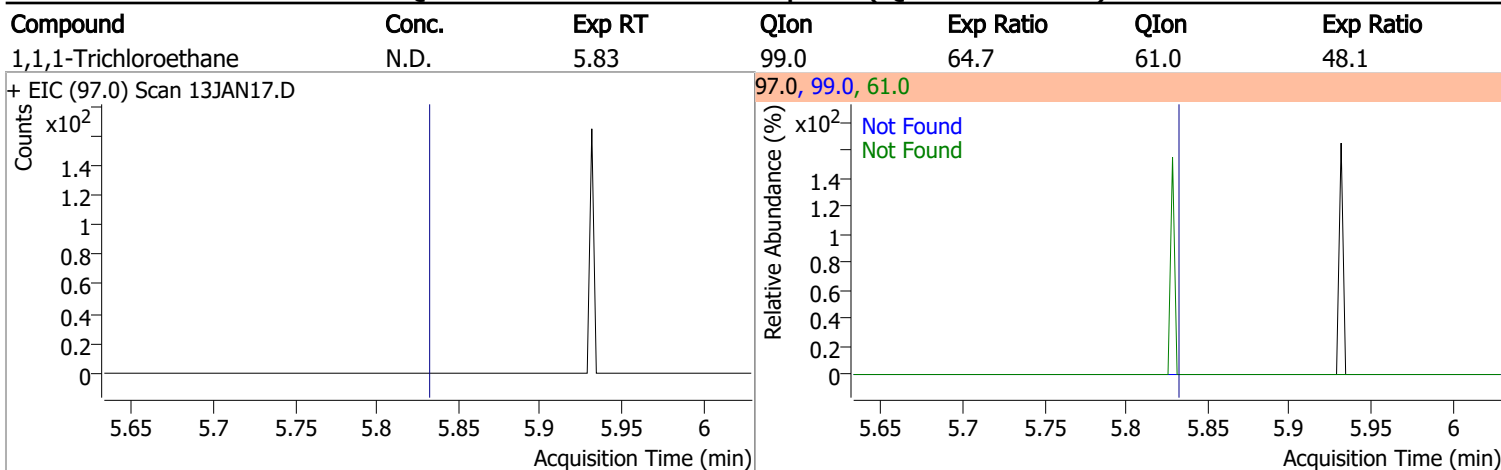 Compound Conc. Exp RT QIon Exp Ratio QIon Exp Ratio
1,1,1-Trichloroethane N.D. 5.83 99.0 64.7 61.0 48.1
+ EIC (97.0) Scan 13JAN17.D
Counts
x10²
1.4
1.2
1
0.8
0.6
0.4
0.2
0
5.65 5.7 5.75 5.8 5.85 5.9 5.95 6
Acquisition Time (min)
97.0, 99.0, 61.0
Relative Abundance (%)
x10²
Not Found
Not Found
1.4
1.2
1
0.8
0.6
0.4
0.2
0
5.65 5.7 5.75 5.8 5.85 5.9 5.95 6
Acquisition Time (min)